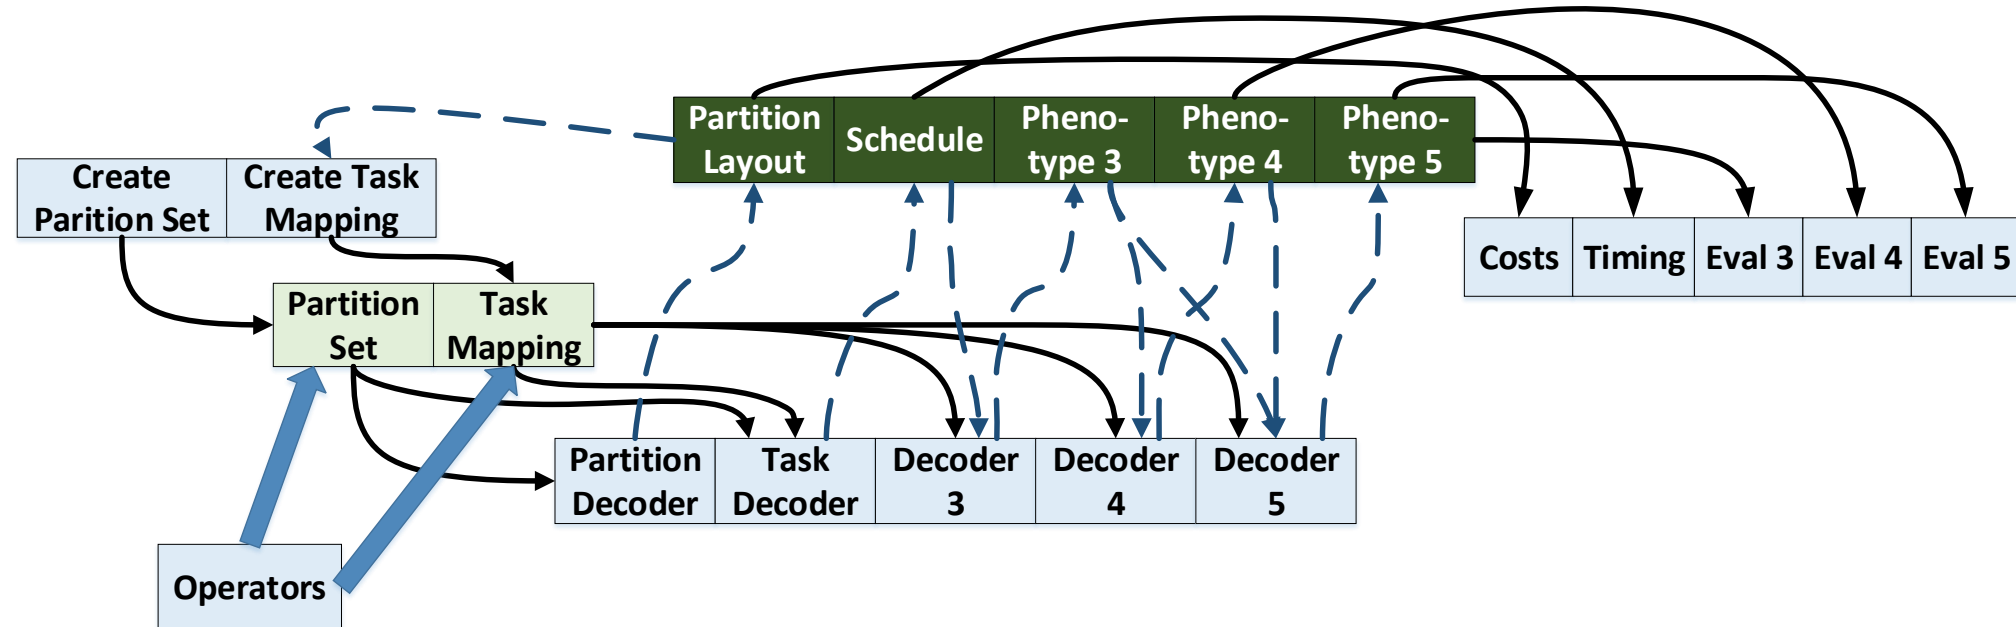 Partition
Layout
Schedule
Pheno-
type 3
Pheno-
type 4
Pheno-
type 5
Create
Parition Set
Create Task
Mapping
Costs
Timing
Eval 3
Eval 4
Eval 5
Partition
Set
Task
Mapping
Partition
Decoder
Task
Decoder
Decoder
3
Decoder
4
Decoder
5
Operators